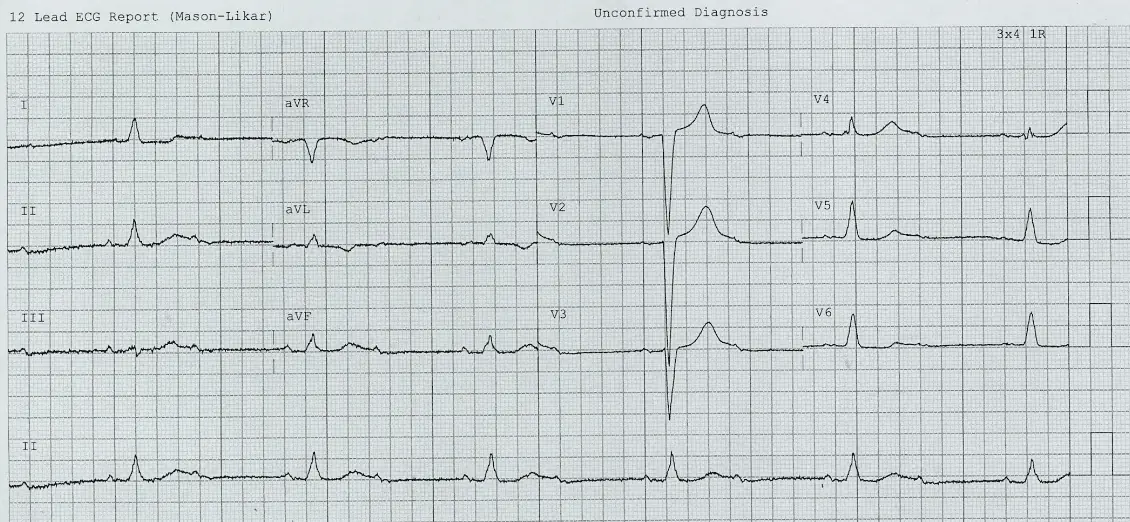 12 Lead ECG Report (Mason-Likar)
Unconfirmed Diagnosis
3x4 1R
I
aVR
V1
V4
II
aVL
V2
V5
III
aVF
V3
V6
II